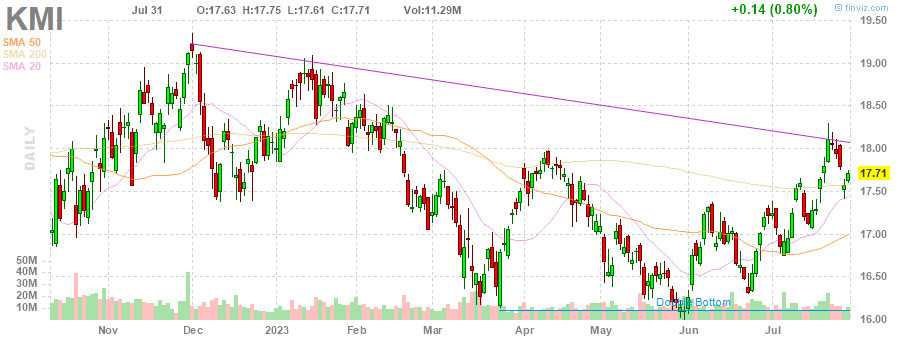 KMI
Jul 31 O:17.63 H:17.75 L:17.61 C:17.71 Vol:11.29M +0.14 (0.80%)
© finviz.com
SMA 50
SMA 200
SMA 20
DAILY
19.50
19.00
18.50
18.00
17.71
17.50
17.00
16.50
16.00
50M
40M
30M
20M
10M
Double Bottom
Nov Dec 2023 Feb Mar Apr May Jun Jul